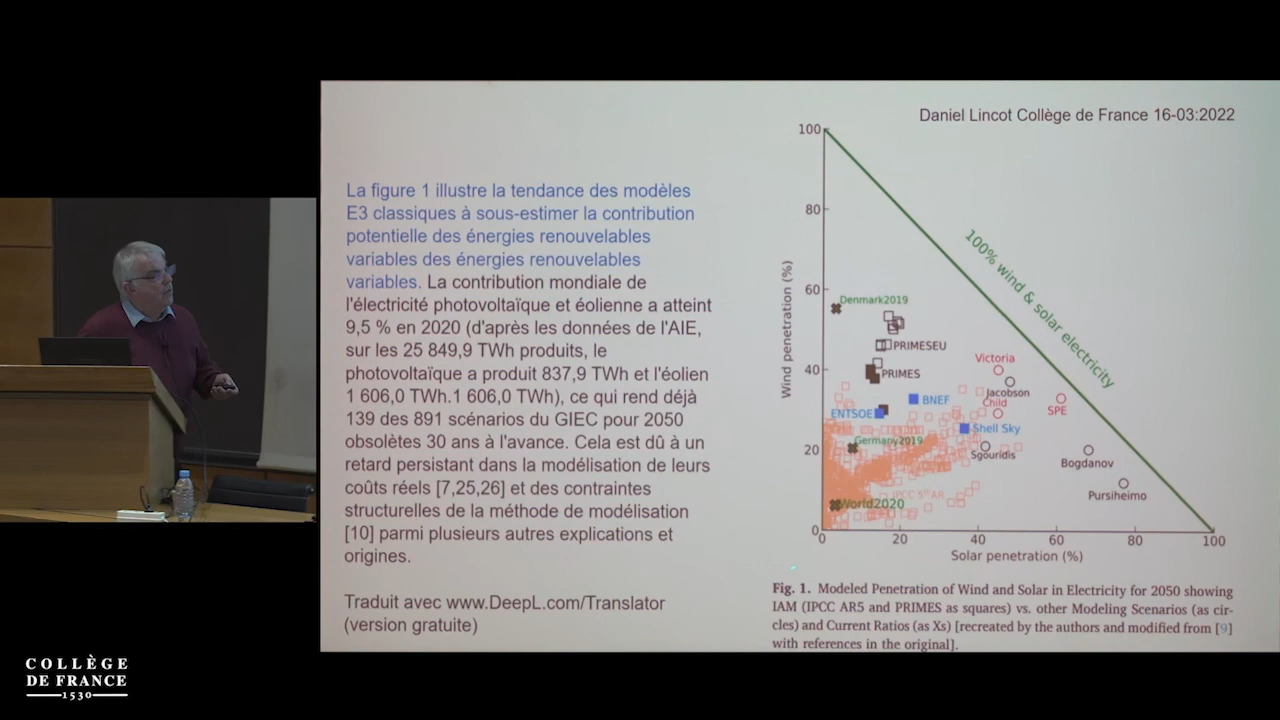 Daniel Lincot Collège de France 16-03:2022
La figure 1 illustre la tendance des modèles
E3 classiques à sous-estimer la contribution
potentielle des énergies renouvelables
variables des énergies renouvelables
variables. La contribution mondiale de
l'électricité photovoltaïque et éolienne a atteint
9,5 % en 2020 (d'après les données de l'AIE,
sur les 25 849,9 TWh produits, le
photovoltaïque a produit 837,9 TWh et l'éolien
1 606,0 TWh.1 606,0 TWh), ce qui rend déjà
139 des 891 scénarios du GIEC pour 2050
obsolètes 30 ans à l'avance. Cela est dû à un
retard persistant dans la modélisation de leurs
coûts réels [7,25,26] et des contraintes
structurelles de la méthode de modélisation
[10] parmi plusieurs autres explications et
origines.
Traduit avec www.DeepL.com/Translator
(version gratuite)
100
80
60
40
20
0
Wind penetration (%)
100% wind & solar electricity
Denmark2019
PRIMESEU
PRIMES
Victoria
Jacobson
Child
SPE
BNEF
ENTSOE
Shell Sky
Germany2019
Sgouridis
Bogdanov
Pursiheimo
IPCC 5th AR
World2020
0
20
40
60
80
100
Solar penetration (%)
Fig. 1. Modeled Penetration of Wind and Solar in Electricity for 2050 showing
IAM (IPCC AR5 and PRIMES as squares) vs. other Modeling Scenarios (as cir-
cles) and Current Ratios (as Xs) [recreated by the authors and modified from [9]
with references in the original].
COLLÈGE
DE FRANCE
1530